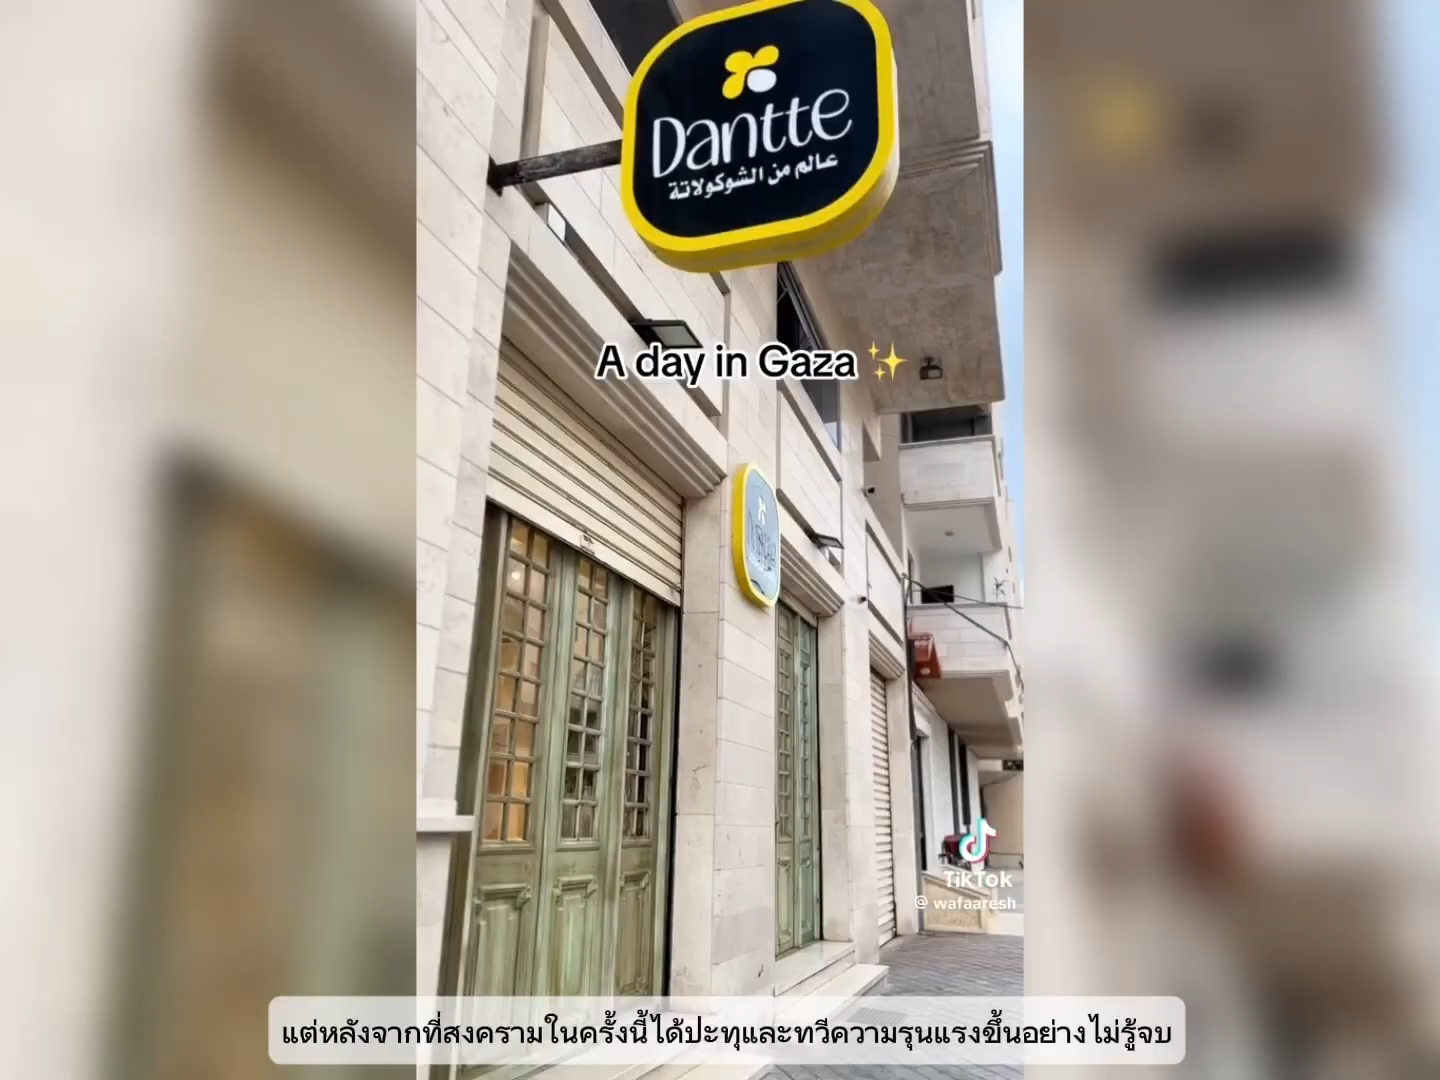 Dantte
عالم من الشوكولاتة
A day in Gaza ✨
TikTok
@ wafaaresh
แต่หลังจากที่สงครามในครั้งนี้ได้ปะทุและทวีความรุนแรงขึ้นอย่างไม่รู้จบ